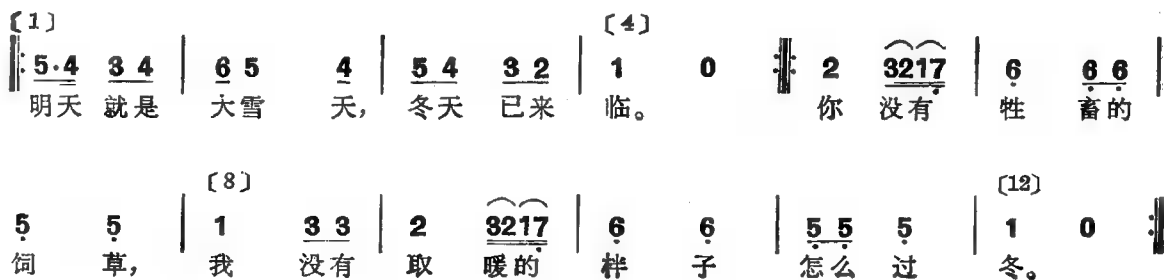 〔1〕 〔4〕
5·4 3 4 | 6 5 4 | 5 4 3 2 | 1 0 :‖: 2 3217 | 6 6 6 |
明天 就是 大雪 天, 冬天 已来 临。 你 没有 牲 畜的
〔8〕 〔12〕
5 5 | 1 3 3 | 2 3217 | 6 6 | 5 5 5 | 1 0 :‖
饲 草, 我 没有 取 暖的 柈 子 怎么 过 冬。